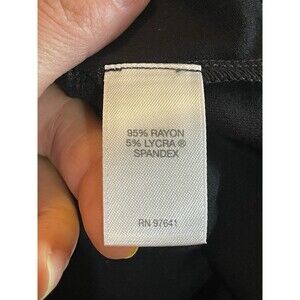 95% RAYON
5% LYCRA ®
SPANDEX
RN 97641